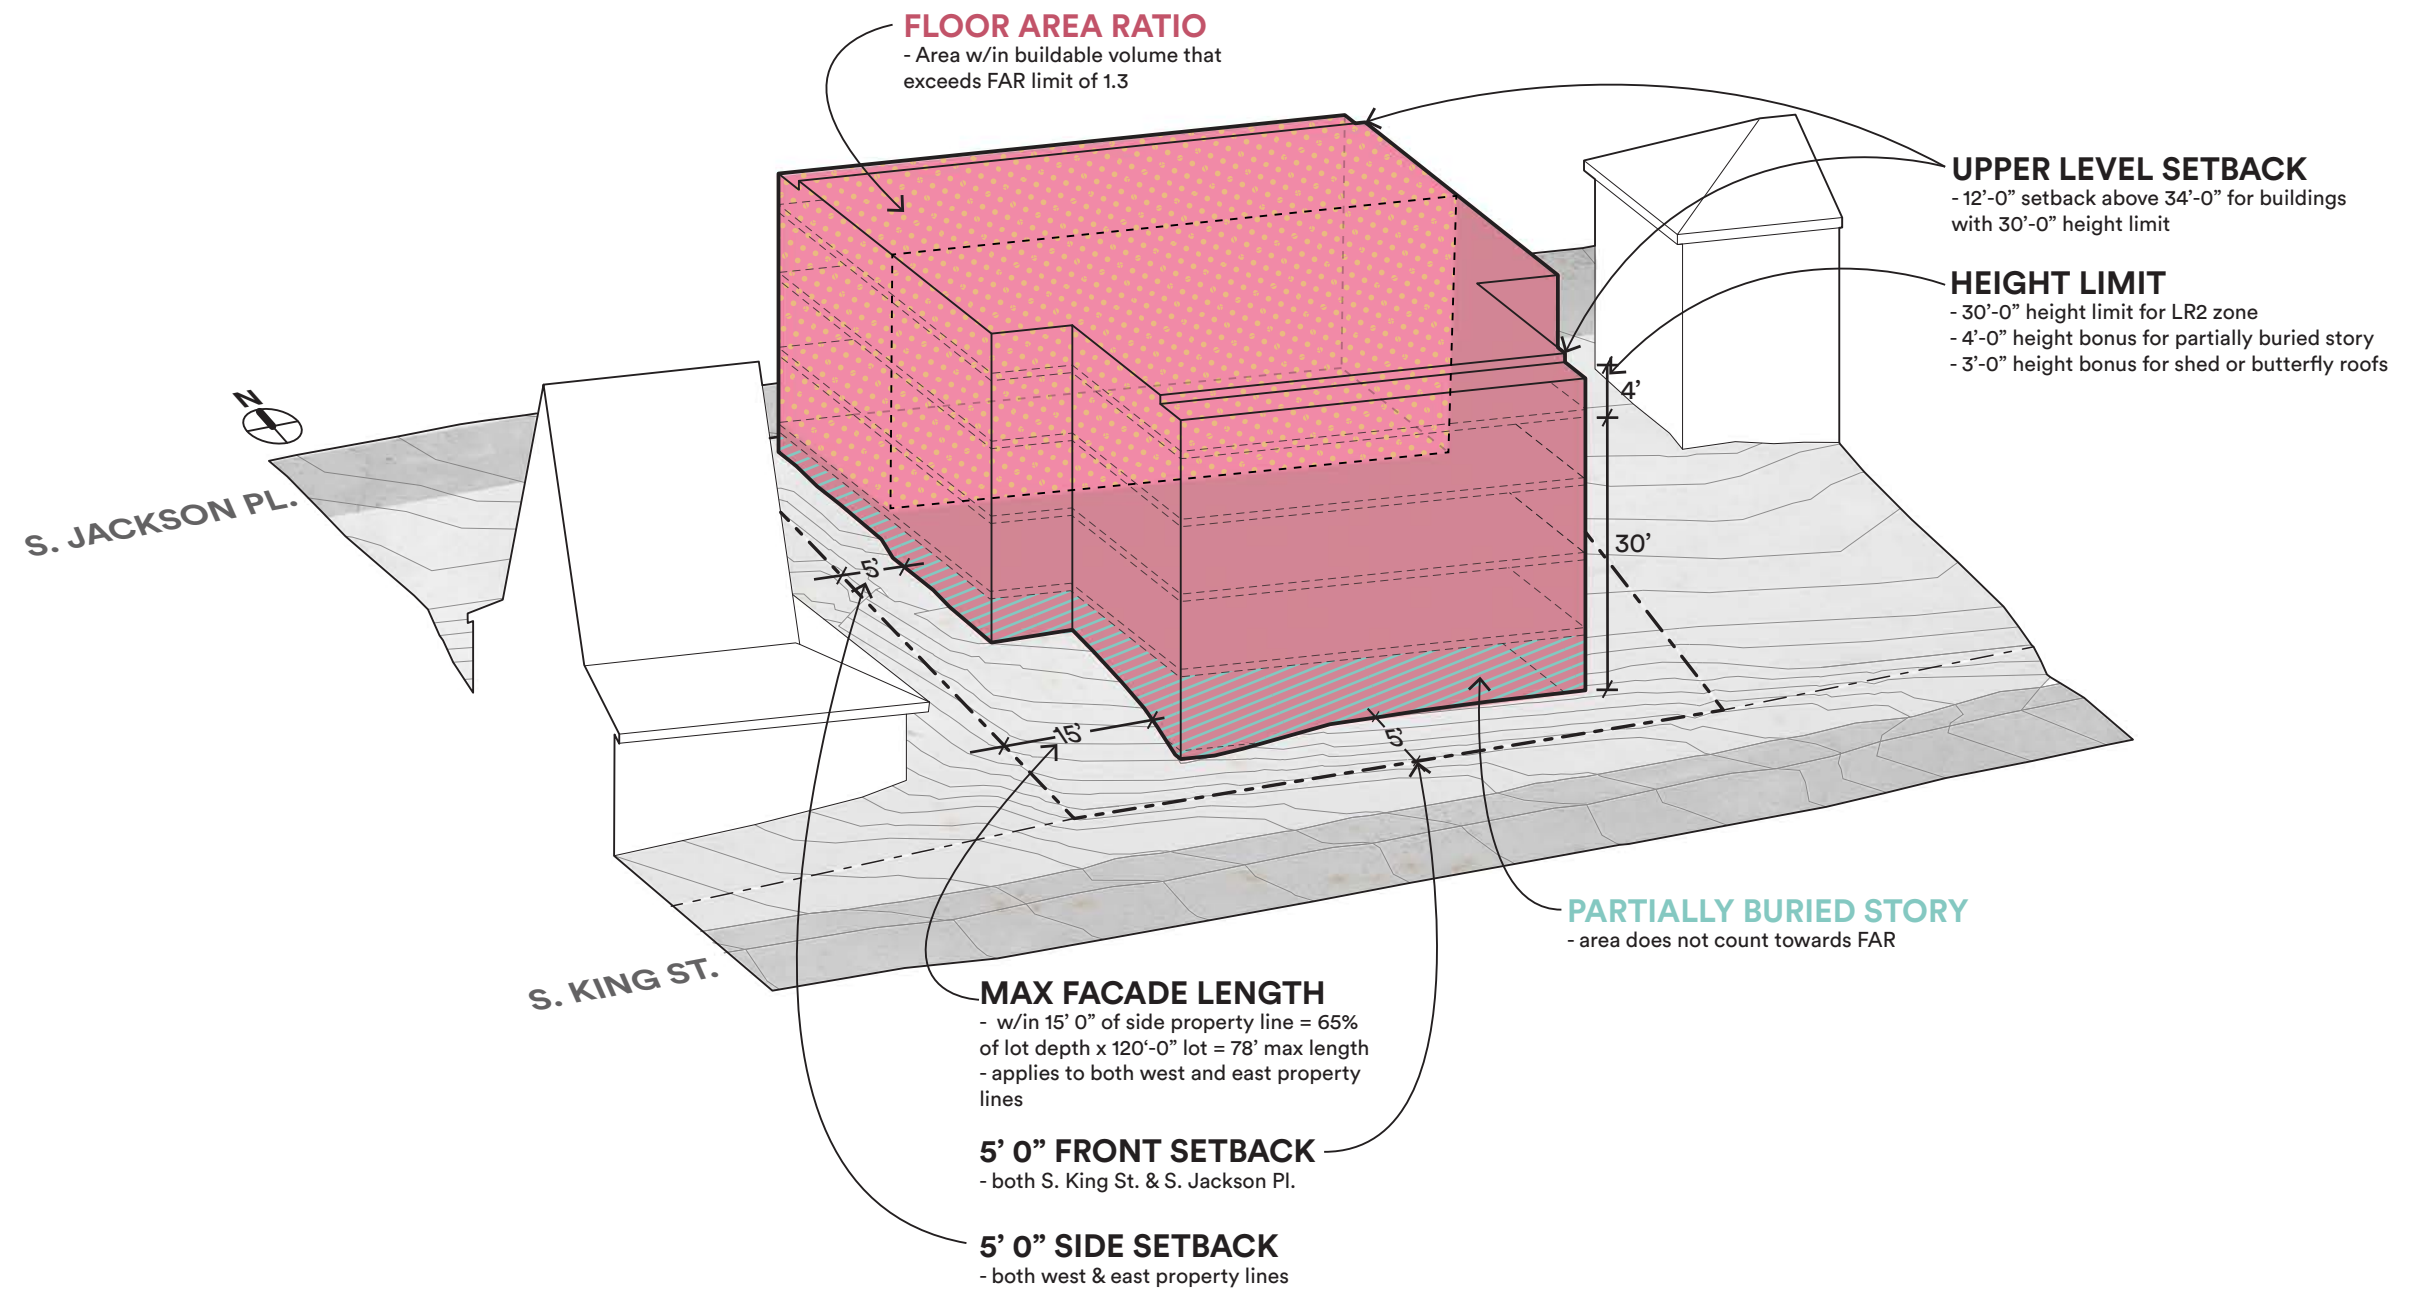 FLOOR AREA RATIO
- Area w/in buildable volume that
exceeds FAR limit of 1.3
UPPER LEVEL SETBACK
- 12’-0” setback above 34’-0” for buildings
with 30’-0” height limit
HEIGHT LIMIT
- 30’-0” height limit for LR2 zone
- 4’-0” height bonus for partially buried story
- 3’-0” height bonus for shed or butterfly roofs
4’
N
S. JACKSON PL.
30’
5’
15’
5’
PARTIALLY BURIED STORY
- area does not count towards FAR
S. KING ST.
MAX FACADE LENGTH
- w/in 15’ 0” of side property line = 65%
of lot depth x 120‘-0” lot = 78’ max length
- applies to both west and east property
lines
5’ 0” FRONT SETBACK
- both S. King St. & S. Jackson Pl.
5’ 0” SIDE SETBACK
- both west & east property lines